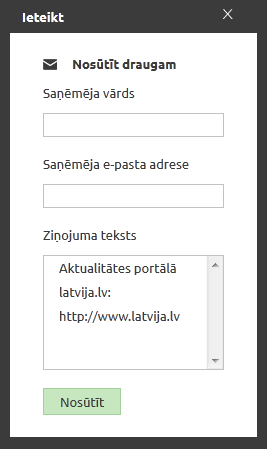 Ieteikt
Nosūtīt draugam
Saņēmēja vārds
Saņēmēja e-pasta adrese
Ziņojuma teksts
Aktualitātes portālā
latvija.lv:
http://www.latvija.lv
Nosūtīt